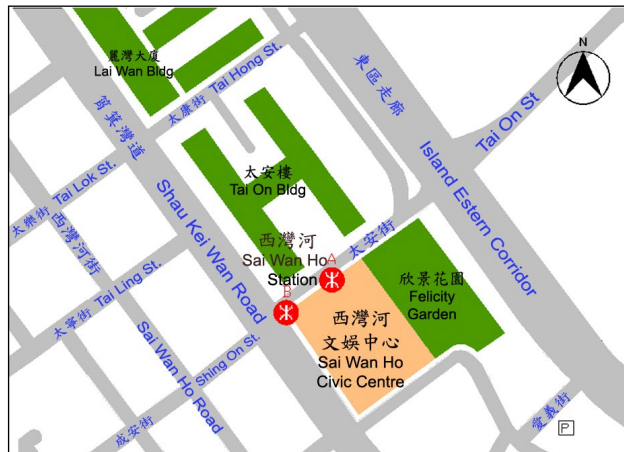 麗灣大廈
Lai Wan Bldg
太康街 Tai Hong St.
筲箕灣道
Shau Kei Wan Road
東區走廊
Island Estern Corridor
N
Tai On St
太安街
太安樓
Tai On Bldg
太樂街 Tai Lok St.
西灣河街
Sai Wan Ho Road
太寧街 Tai Ling St.
成安街 Shing On St.
西灣河
Sai Wan Ho
Station
A
B
欣景花園
Felicity
Garden
西灣河
文娛中心
Sai Wan Ho
Civic Centre
愛義街
P